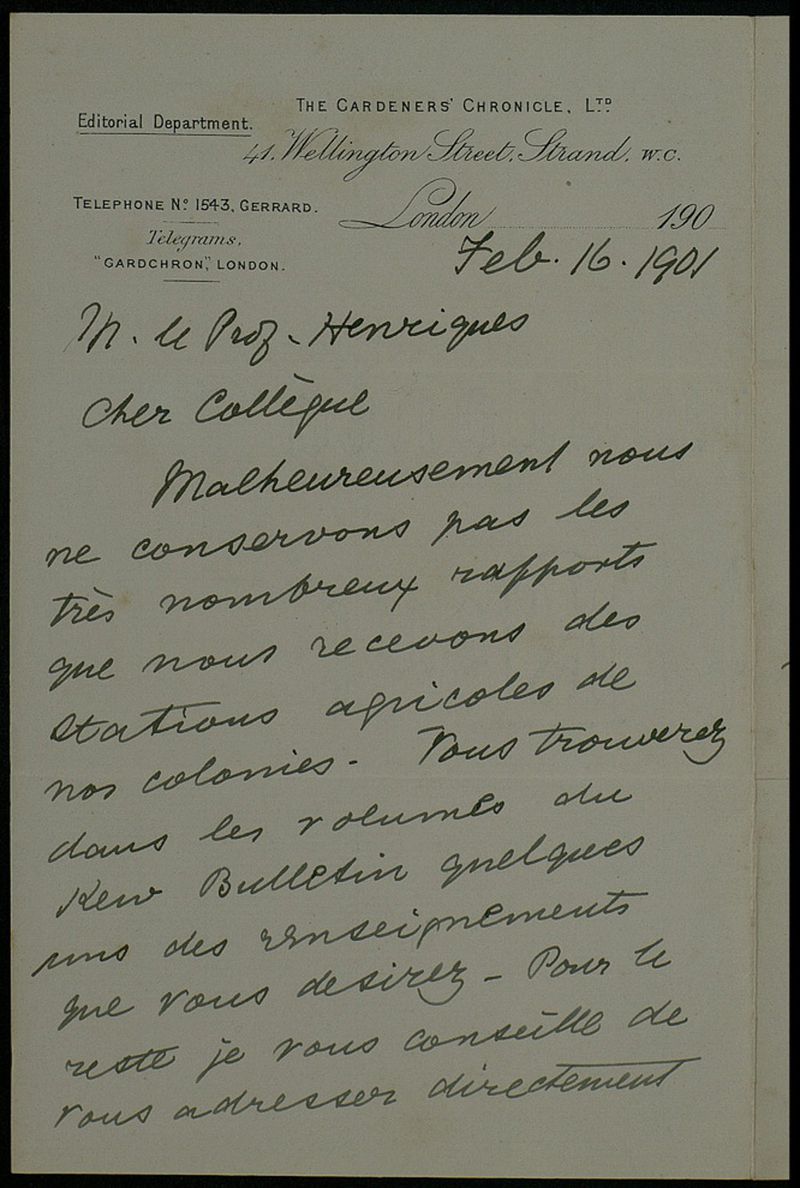 THE GARDENERS' CHRONICLE, LTD.
Editorial Department.
41, Wellington Street, Strand, W.C.
TELEPHONE No. 1543, GERRARD.
London 190
Telegrams,
"GARDCHRON," LONDON.
Feb. 16. 1901
M. le Prof. Henriques
Cher Collègue
Malheureusement nous
ne conservons pas les
très nombreux rapports
que nous recevons des
stations agricoles de
nos colonies. Vous trouverez
dans les volumes du
Kew Bulletin quelques
uns des renseignements
que vous desirez - Pour le
reste je vous conseille de
vous adresser directement